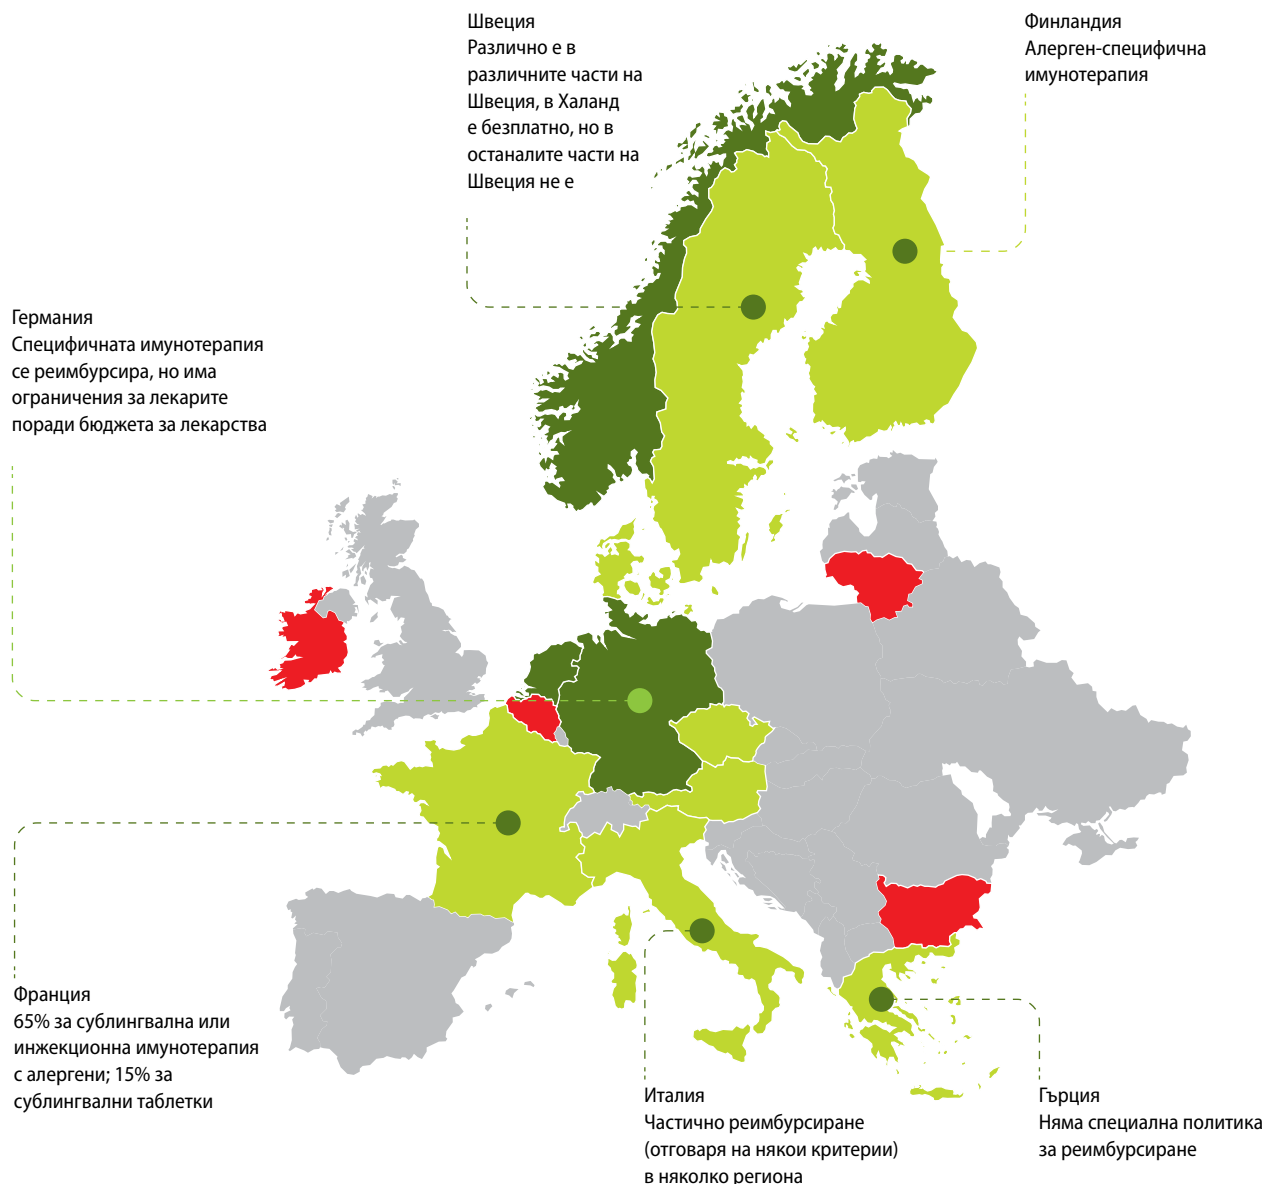 Швеция
Различно е в
различните части на
Швеция, в Халанд
е безплатно, но в
останалите части на
Швеция не е
Финландия
Алерген-специфична
имунотерапия
Германия
Специфичната имунотерапия
се реимбурсира, но има
ограничения за лекарите
поради бюджета за лекарства
Франция
65% за сублингвална или
инжекционна имунотерапия
с алергени; 15% за
сублингвални таблетки
Италия
Частично реимбурсиране
(отговаря на някои критерии)
в няколко региона
Гърция
Няма специална политика
за реимбурсиране